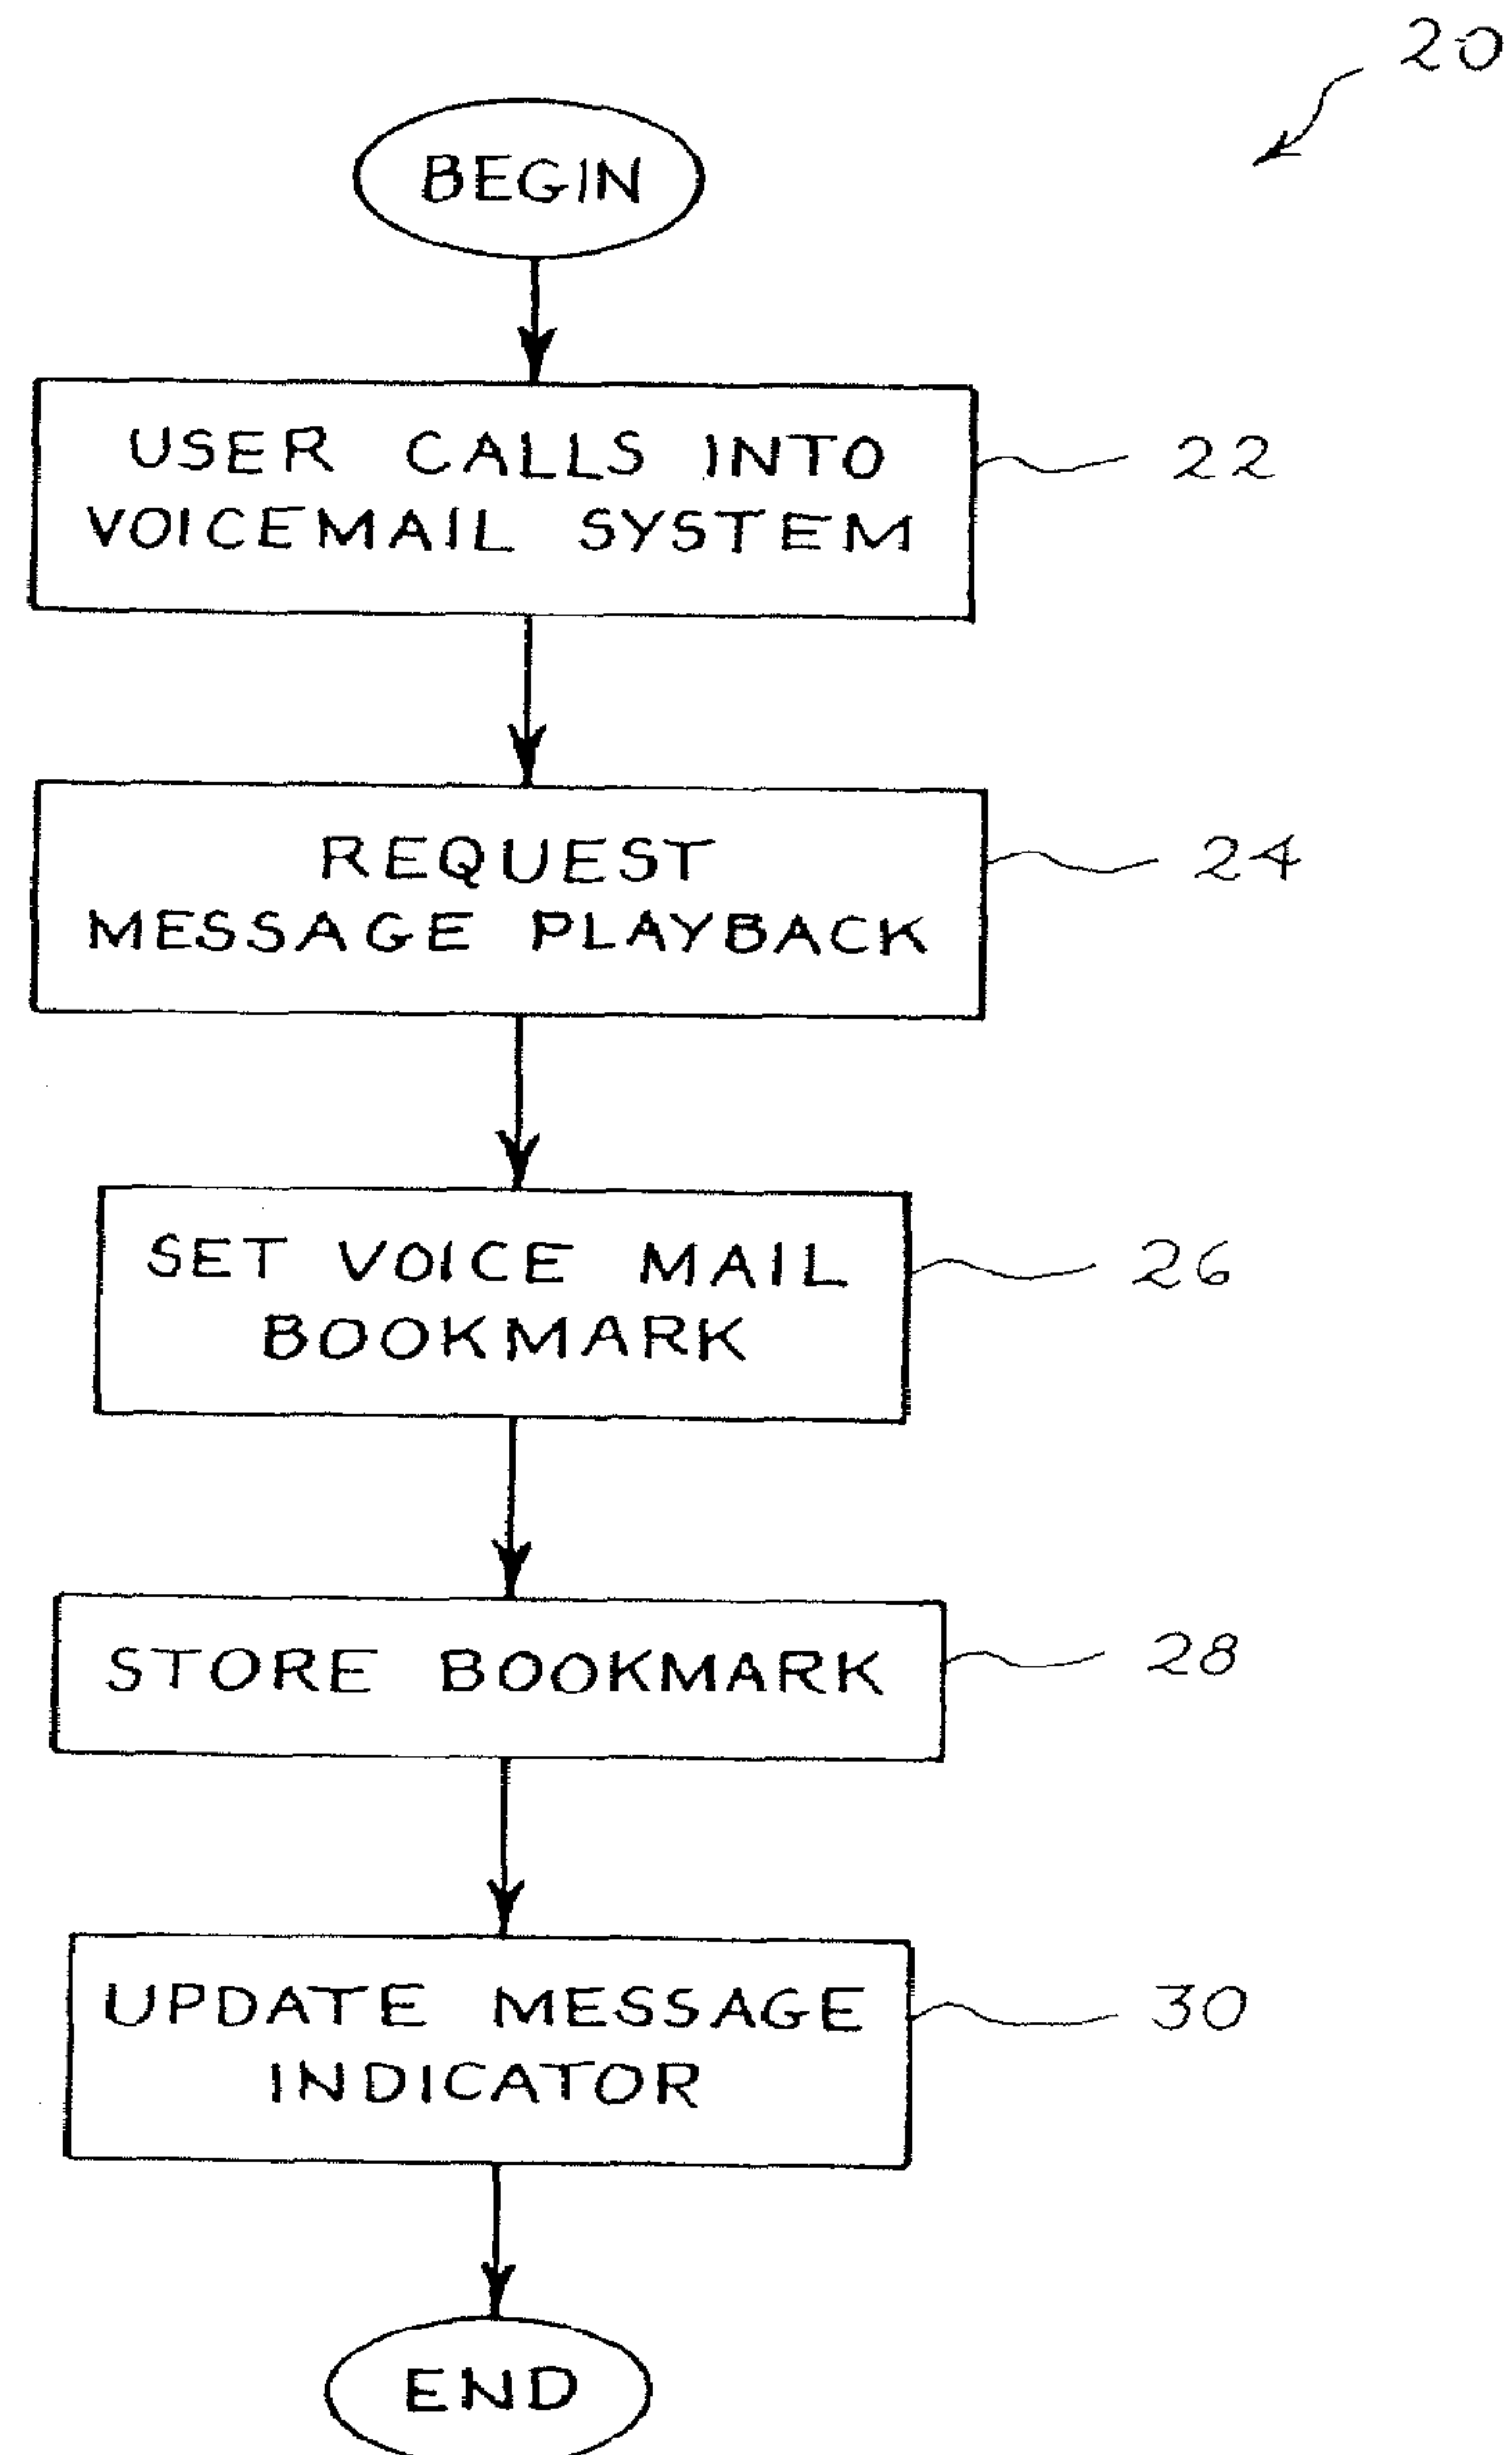 20
BEGIN
USER CALLS INTO
VOICEMAIL SYSTEM
22
REQUEST
MESSAGE PLAYBACK
24
SET VOICE MAIL
BOOKMARK
26
STORE BOOKMARK
28
UPDATE MESSAGE
INDICATOR
30
END